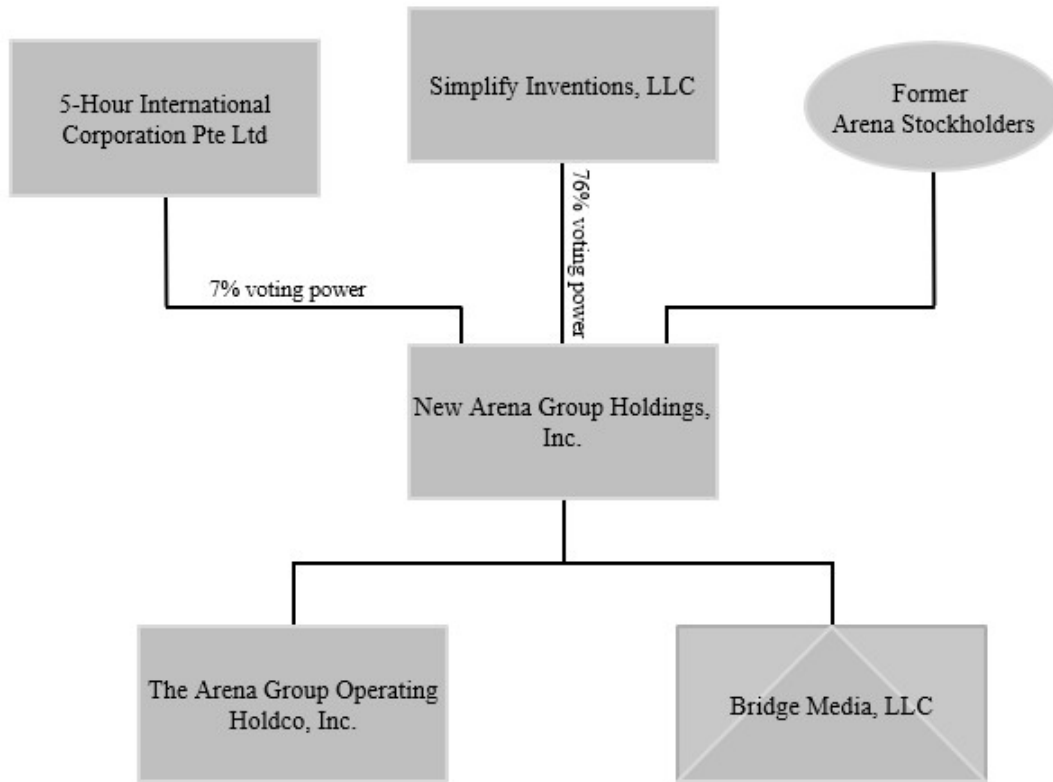 5-Hour International
Corporation Pte Ltd
Simplify Inventions, LLC
Former
Arena Stockholders
7% voting power
76% voting power
New Arena Group Holdings,
Inc.
The Arena Group Operating
Holdco, Inc.
Bridge Media, LLC